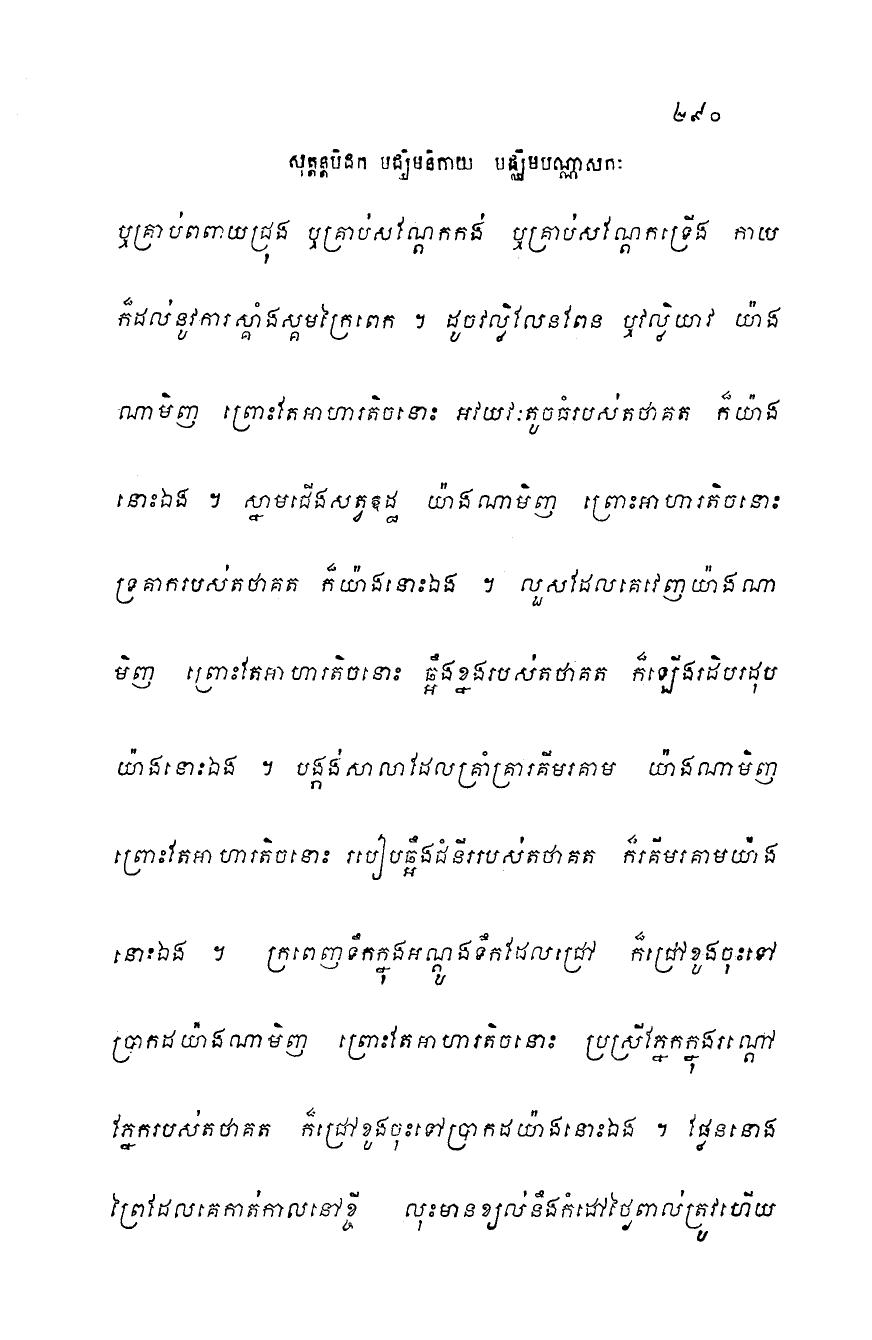 ២៩០
សុត្តន្តបិដក មជ្ឈិមនិកាយ មជ្ឈិមបណ្ណាសកៈ
ឬគ្រាប់ពពាយជ្រុង ឬគ្រាប់សណ្តែកកង់ ឬគ្រាប់សណ្តែកទ្រើង កាយ
ក៏ដល់នូវការស្គាំងស្គមក្រៃពេក ។ ដូចវល្លិលែនពែន ឬវល្លិយាវ យ៉ាង
ណាមិញ ព្រោះតែអាហារតិចនោះ អវយវៈតូចធំរបស់តថាគត ក៏យ៉ាង
នោះឯង ។ ស្នាមជើងសត្វឧដ្ឋ យ៉ាងណាមិញ ព្រោះអាហារតិចនោះ
ទ្រគាករបស់តថាគត ក៏យ៉ាងនោះឯង ។ លួសដែលគេវេញយ៉ាងណា
មិញ ព្រោះតែអាហារតិចនោះ ឆ្អឹងខ្នងរបស់តថាគត ក៏ឡើងរដិបរដុប
យ៉ាងនោះឯង ។ បង្កង់សាលាដែលគ្រាំគ្រារគីមរគាម យ៉ាងណាមិញ
ព្រោះតែអាហារតិចនោះ របៀបឆ្អឹងជំនីររបស់តថាគត ក៏រគីមរគាមយ៉ាង
នោះឯង ។ ក្រពេញទឹកក្នុងអណ្តូងទឹកដែលជ្រៅ ក៏ជ្រៅខូងចុះទៅ
ប្រាកដយ៉ាងណាមិញ ព្រោះតែអាហារតិចនោះ ប្រស្រីភ្នែកក្នុងរណ្តៅ
ភ្នែករបស់តថាគត ក៏ជ្រៅខូងចុះទៅប្រាកដយ៉ាងនោះឯង ។ ផ្លែននោង
ព្រៃដែលគេកាត់កាលនៅខ្ចី លុះមានខ្យល់នឹងកំដៅថ្ងៃពាល់ត្រូវហើយ